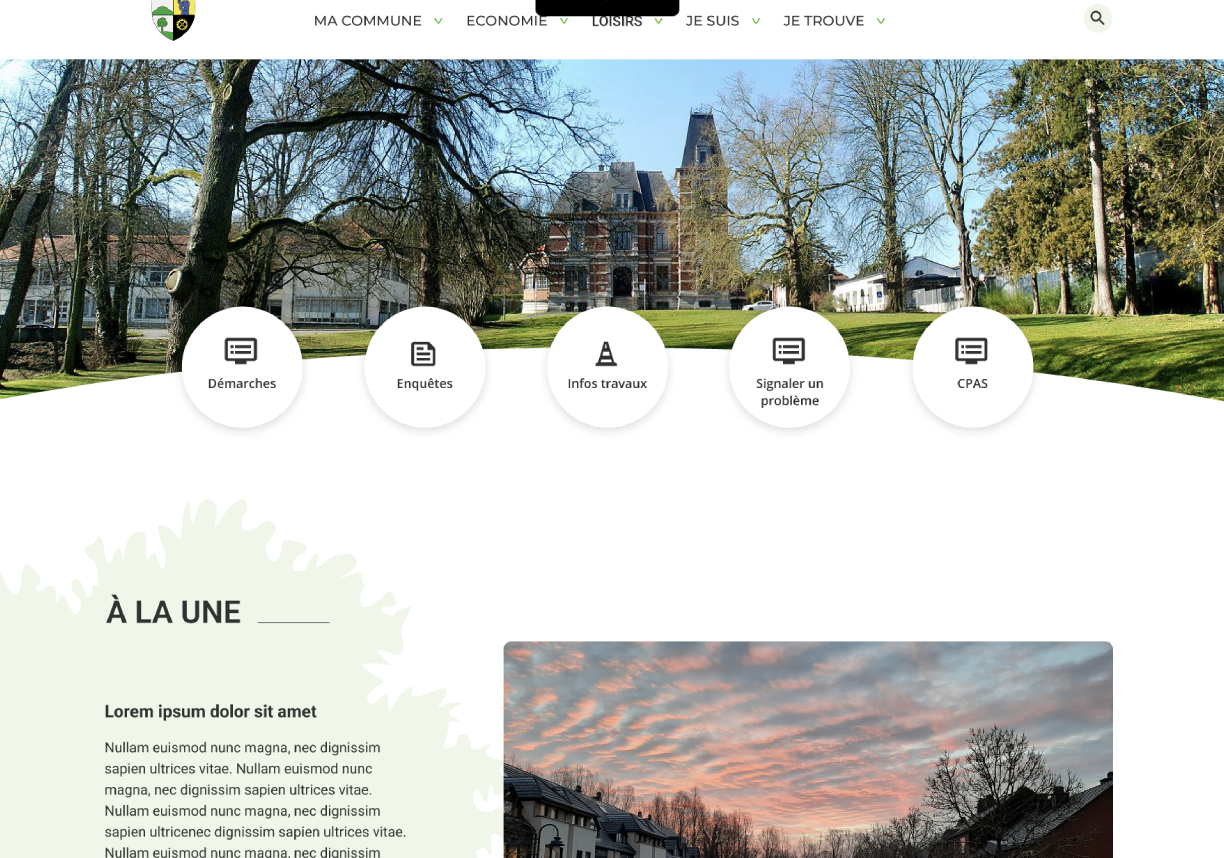 MA COMMUNE
ECONOMIE
LOISIRS
JE SUIS
JE TROUVE
Démarches
Enquêtes
Infos travaux
Signaler un
problème
CPAS
À LA UNE
Lorem ipsum dolor sit amet
Nullam euismod nunc magna, nec dignissim
sapien ultrices vitae. Nullam euismod nunc
magna, nec dignissim sapien ultrices vitae.
Nullam euismod nunc magna, nec dignissim
sapien ultricenec dignissim sapien ultrices vitae.
Nullam euismod nunc magna, nec dignissim